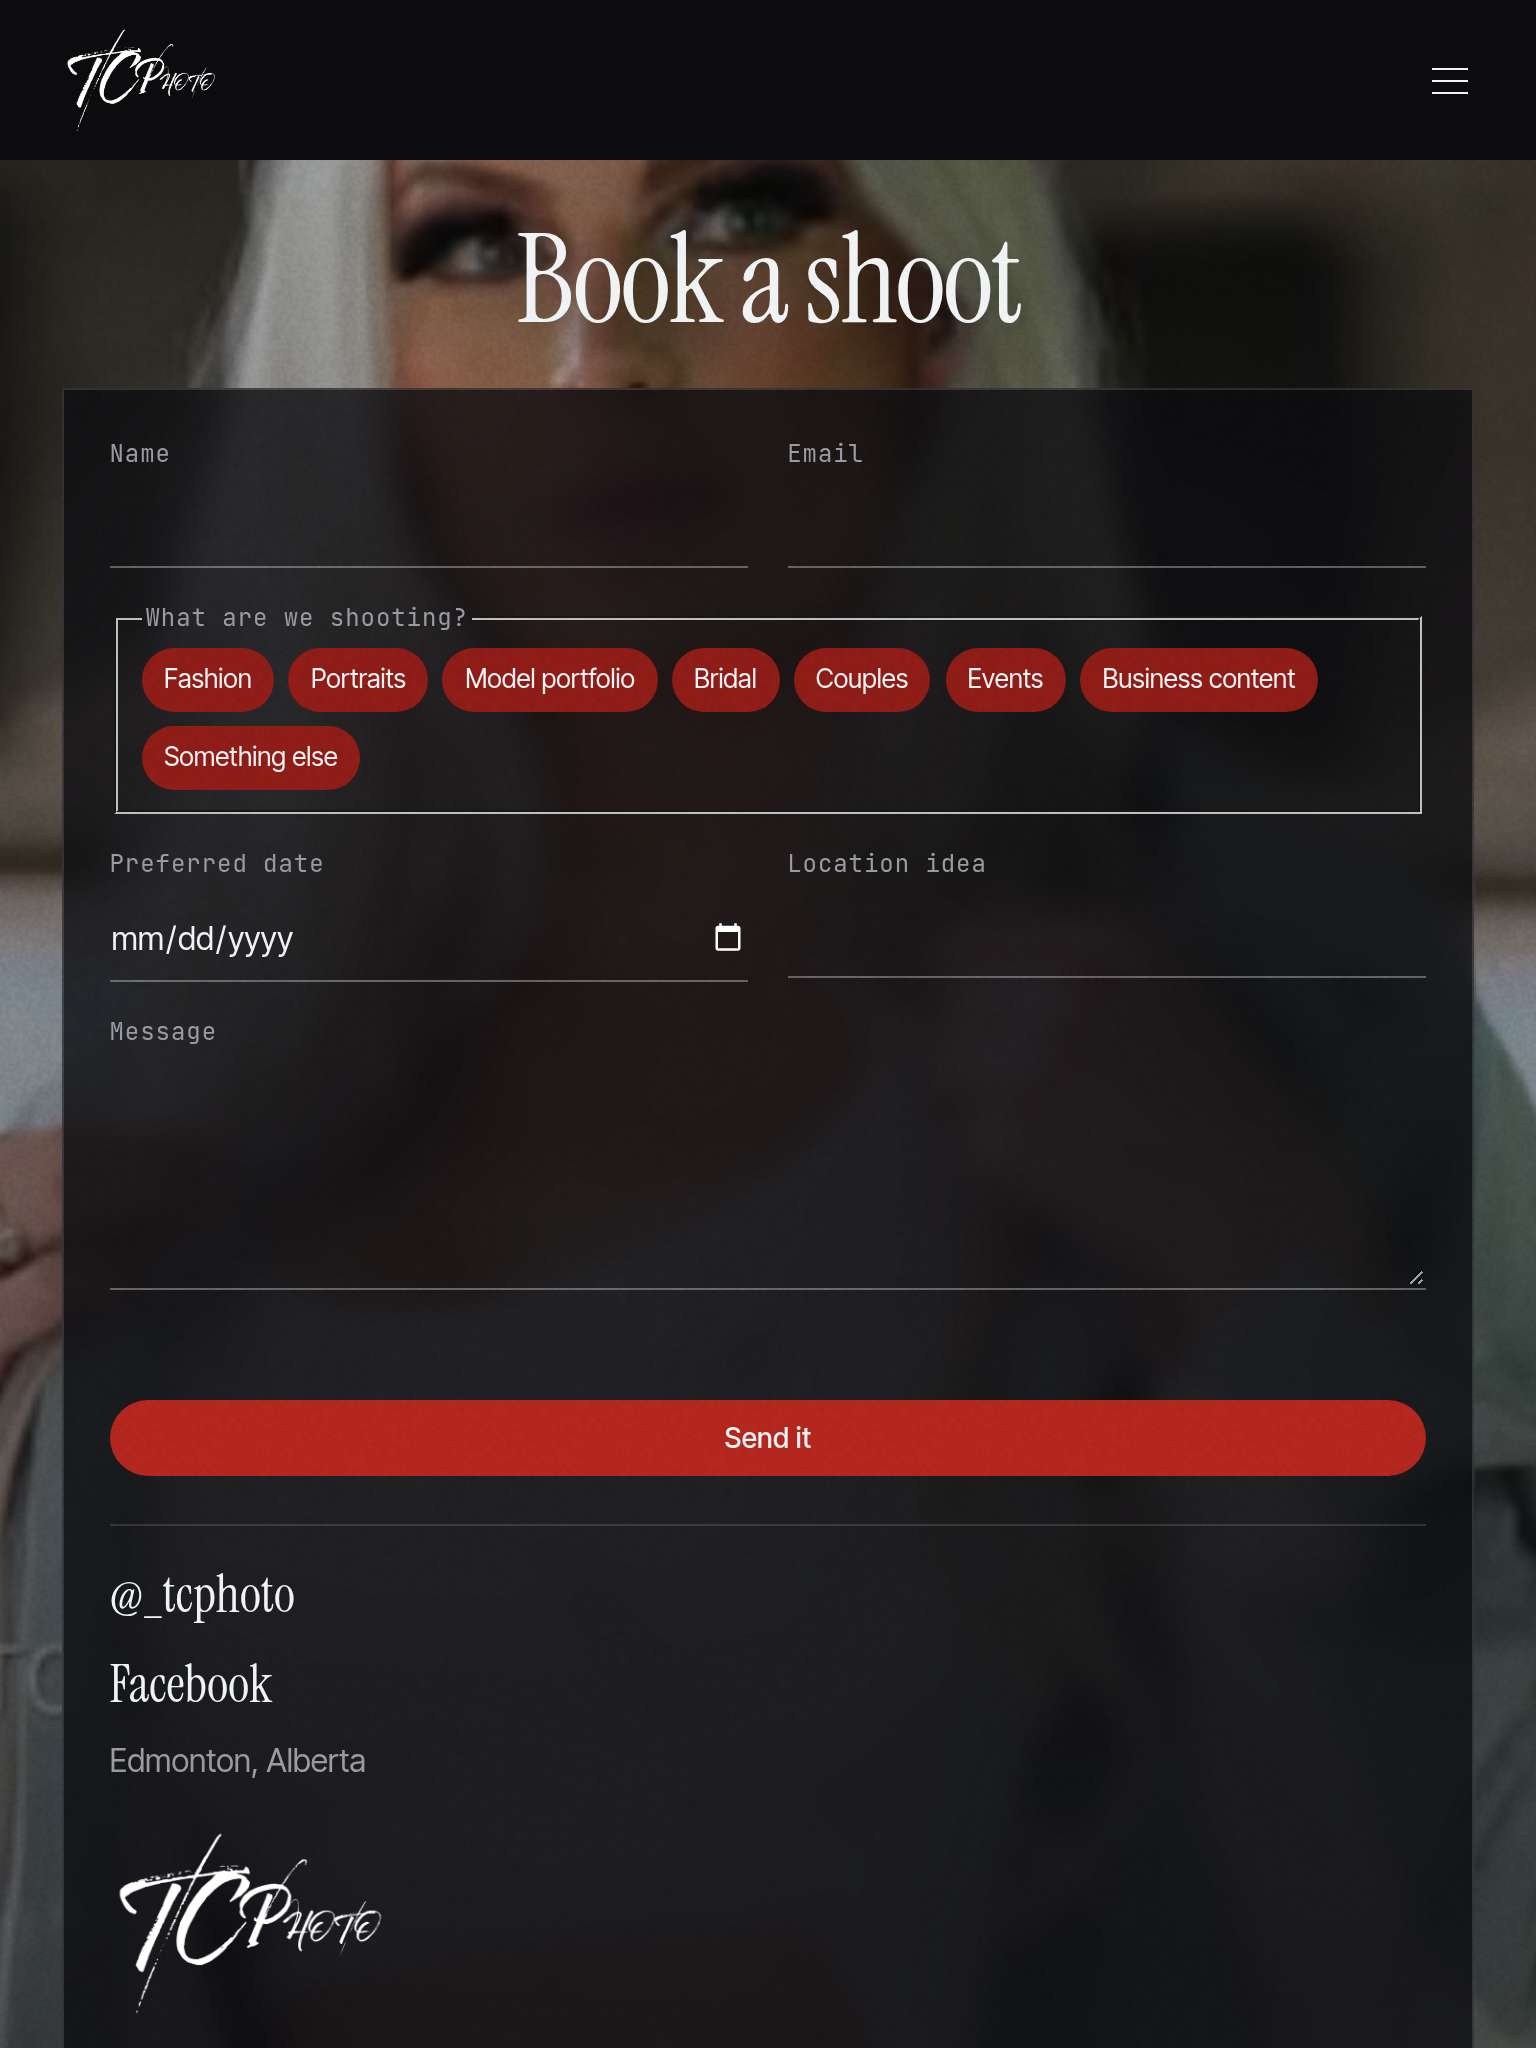 TCPHOTO
Book a shoot
Name
Email
What are we shooting?
Fashion
Portraits
Model portfolio
Bridal
Couples
Events
Business content
Something else
Preferred date
Location idea
mm/dd/yyyy
Message
Send it
@_tcphoto
Facebook
Edmonton, Alberta
TCPHOTO